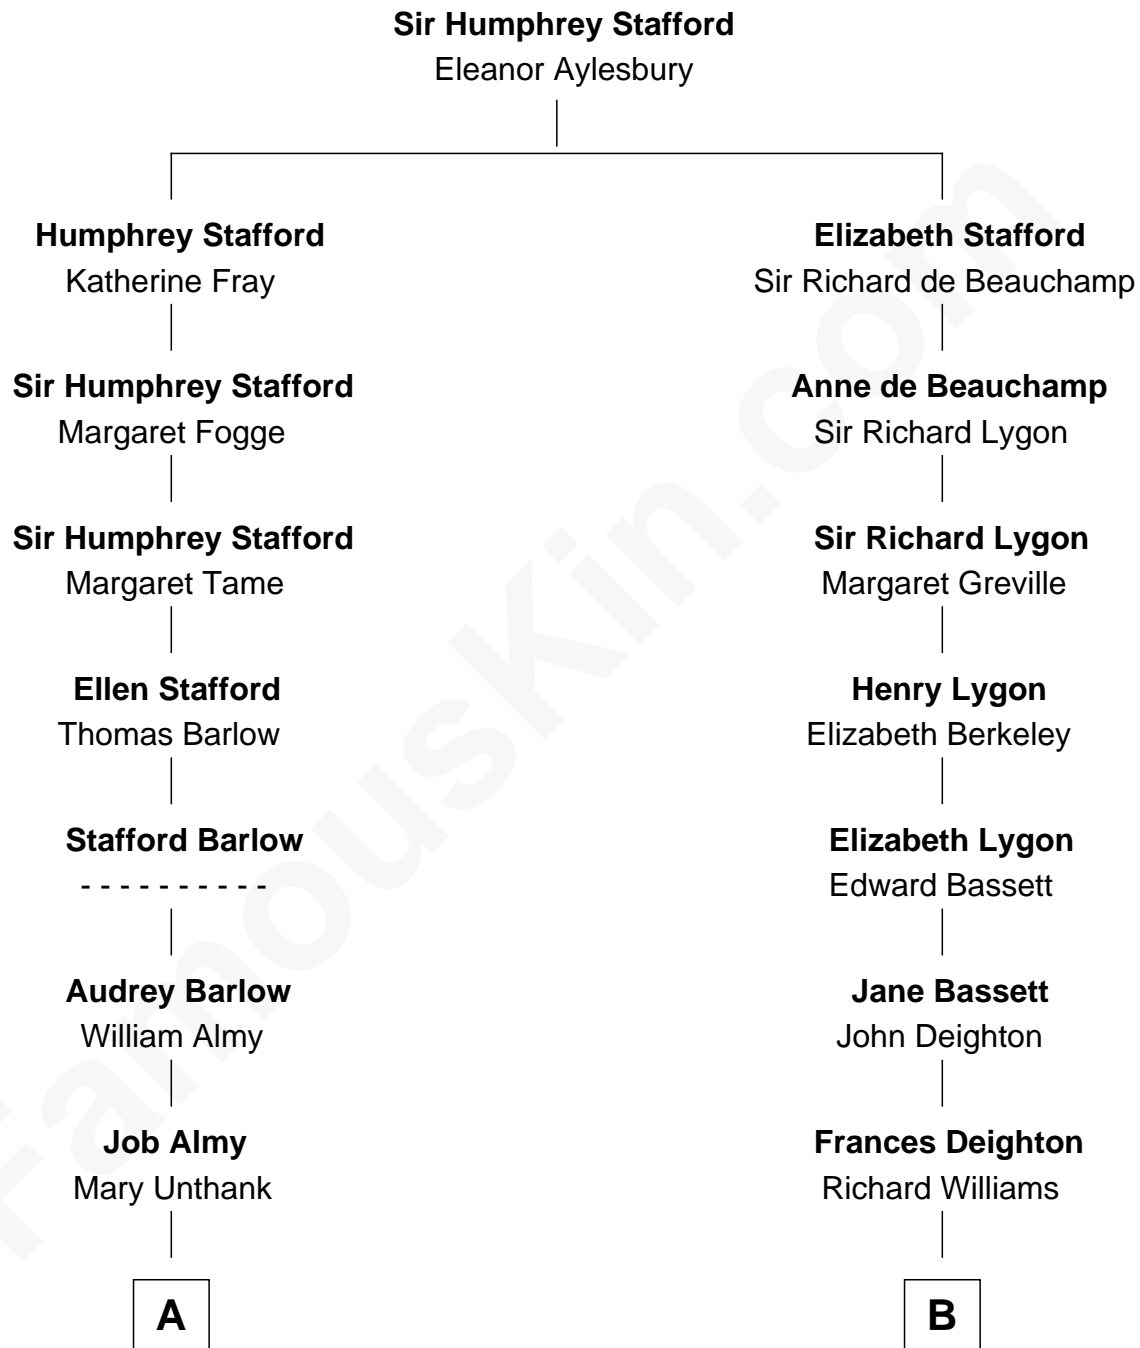 Sir Humphrey Stafford
Eleanor Aylesbury
Humphrey Stafford
Katherine Fray
Elizabeth Stafford
Sir Richard de Beauchamp
Sir Humphrey Stafford
Margaret Fogge
Anne de Beauchamp
Sir Richard Lygon
Sir Humphrey Stafford
Margaret Tame
Sir Richard Lygon
Margaret Greville
Ellen Stafford
Thomas Barlow
Henry Lygon
Elizabeth Berkeley
Stafford Barlow
- - - - - - - - - -
Elizabeth Lygon
Edward Bassett
Audrey Barlow
William Almy
Jane Bassett
John Deighton
Job Almy
Mary Unthank
Frances Deighton
Richard Williams
A
B
FamousKin.com